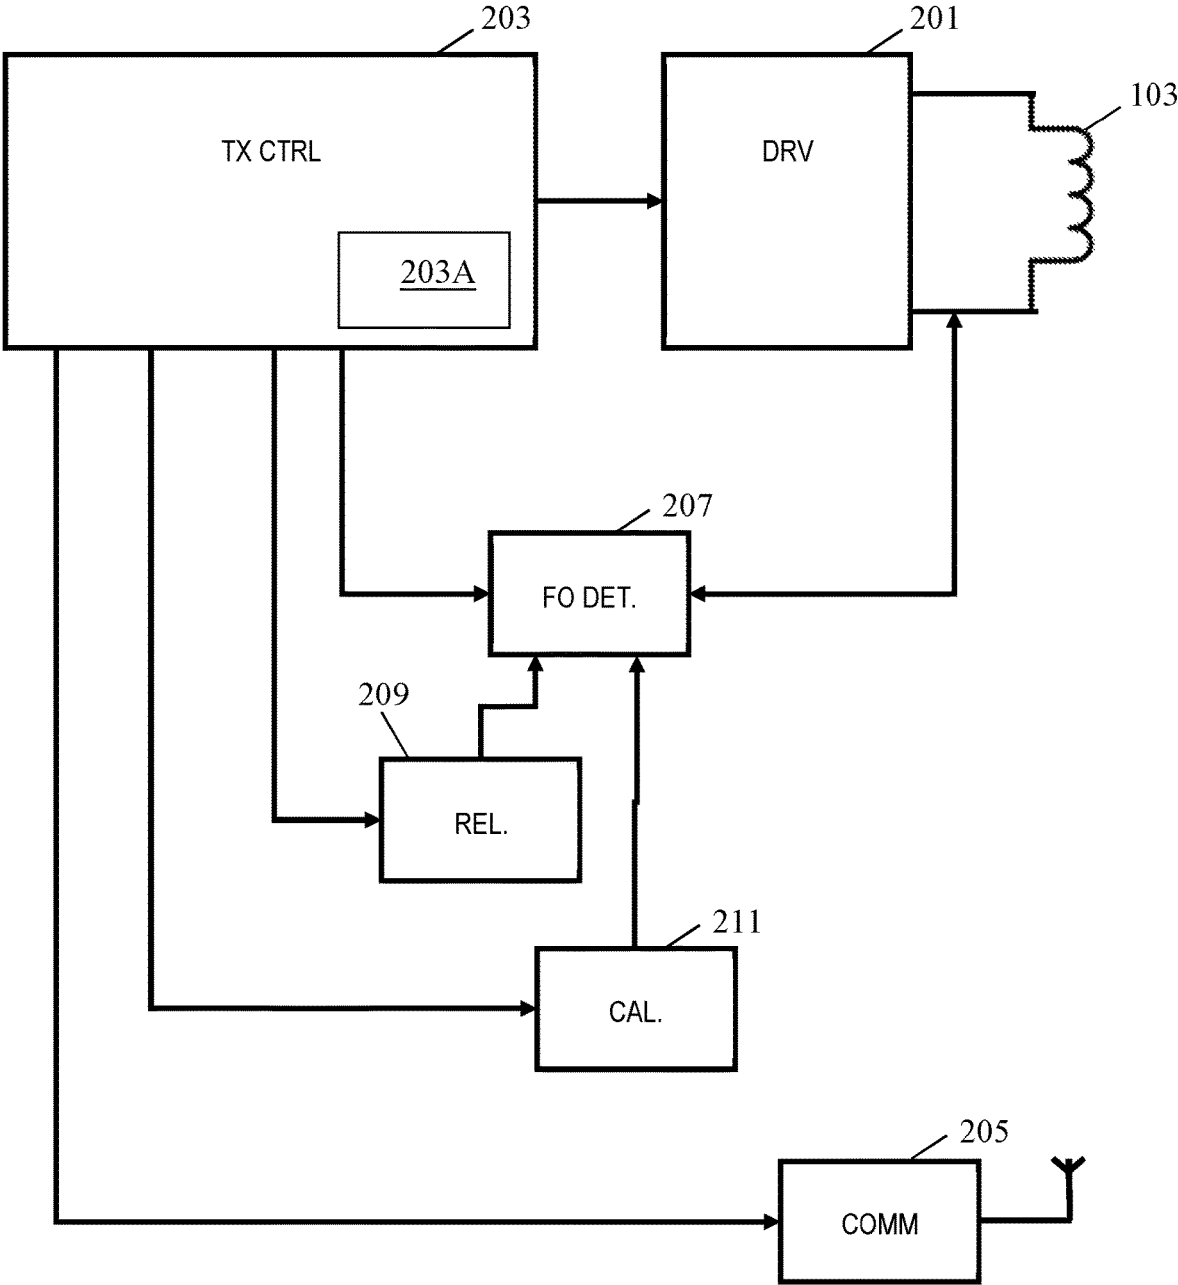 203
201
103
TX CTRL
DRV
203A
207
FO DET.
209
REL.
211
CAL.
205
COMM